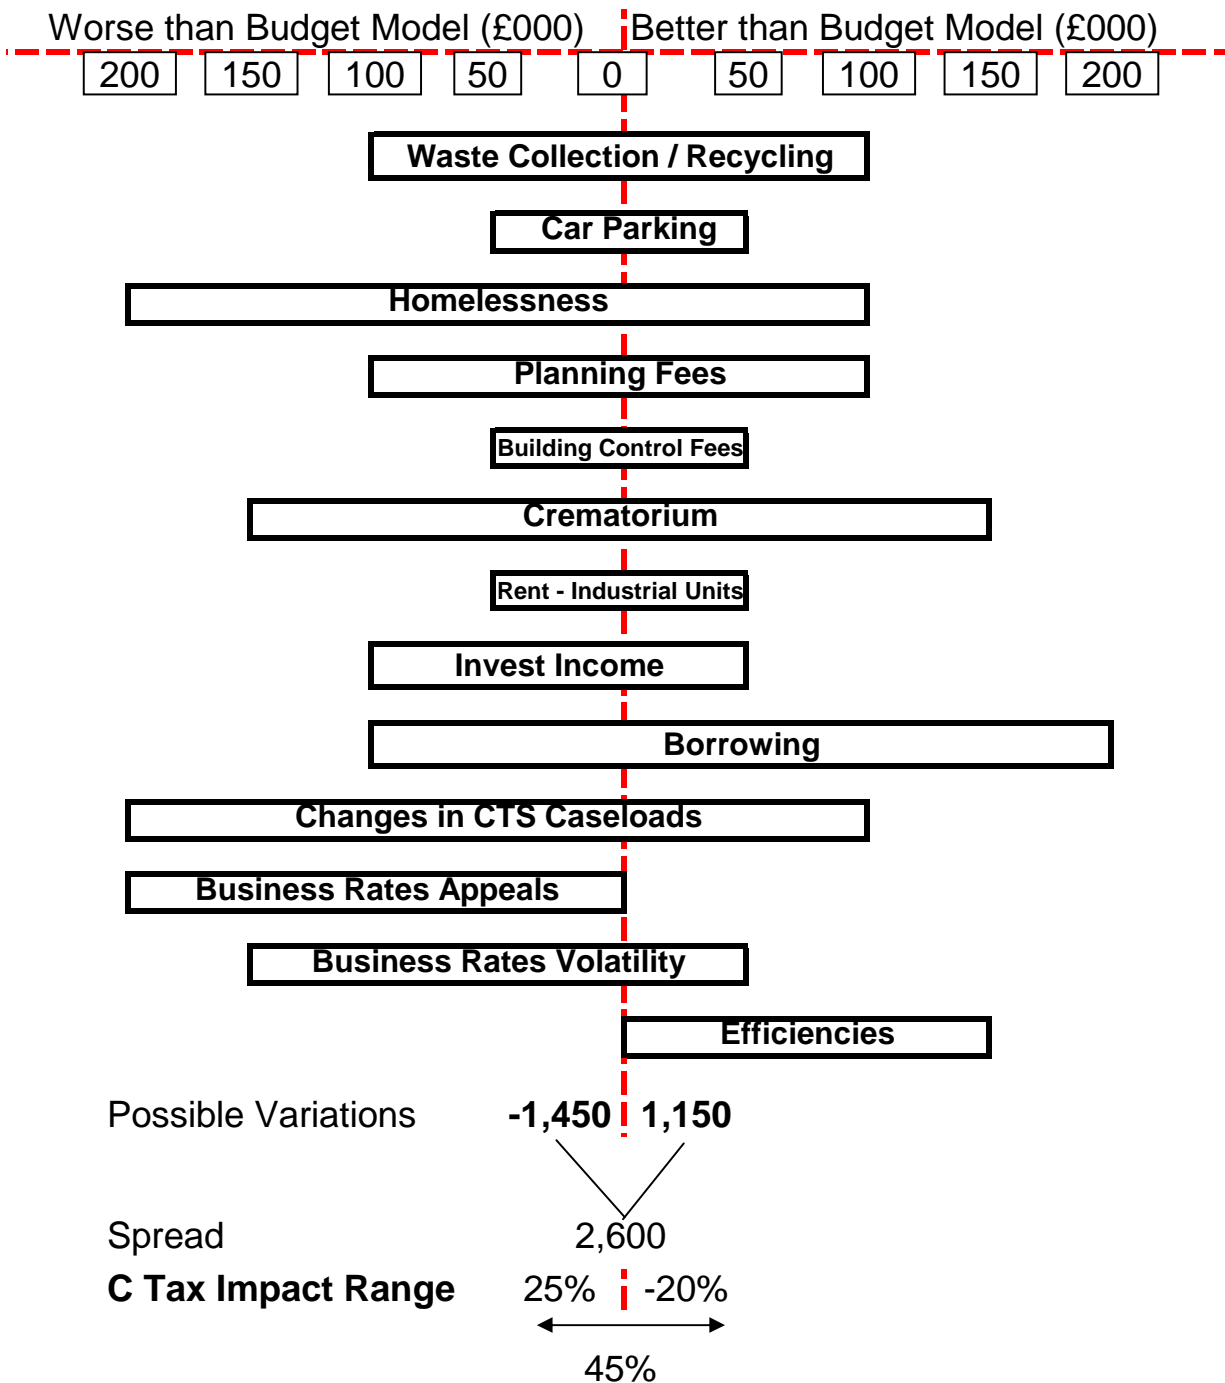 Worse than Budget Model (£000) Better than Budget Model (£000)
200 150 100 50 0 50 100 150 200
Waste Collection / Recycling
Car Parking
Homelessness
Planning Fees
Building Control Fees
Crematorium
Rent - Industrial Units
Invest Income
Borrowing
Changes in CTS Caseloads
Business Rates Appeals
Business Rates Volatility
Efficiencies
Possible Variations -1,450 1,150
Spread 2,600
C Tax Impact Range 25% -20%
45%